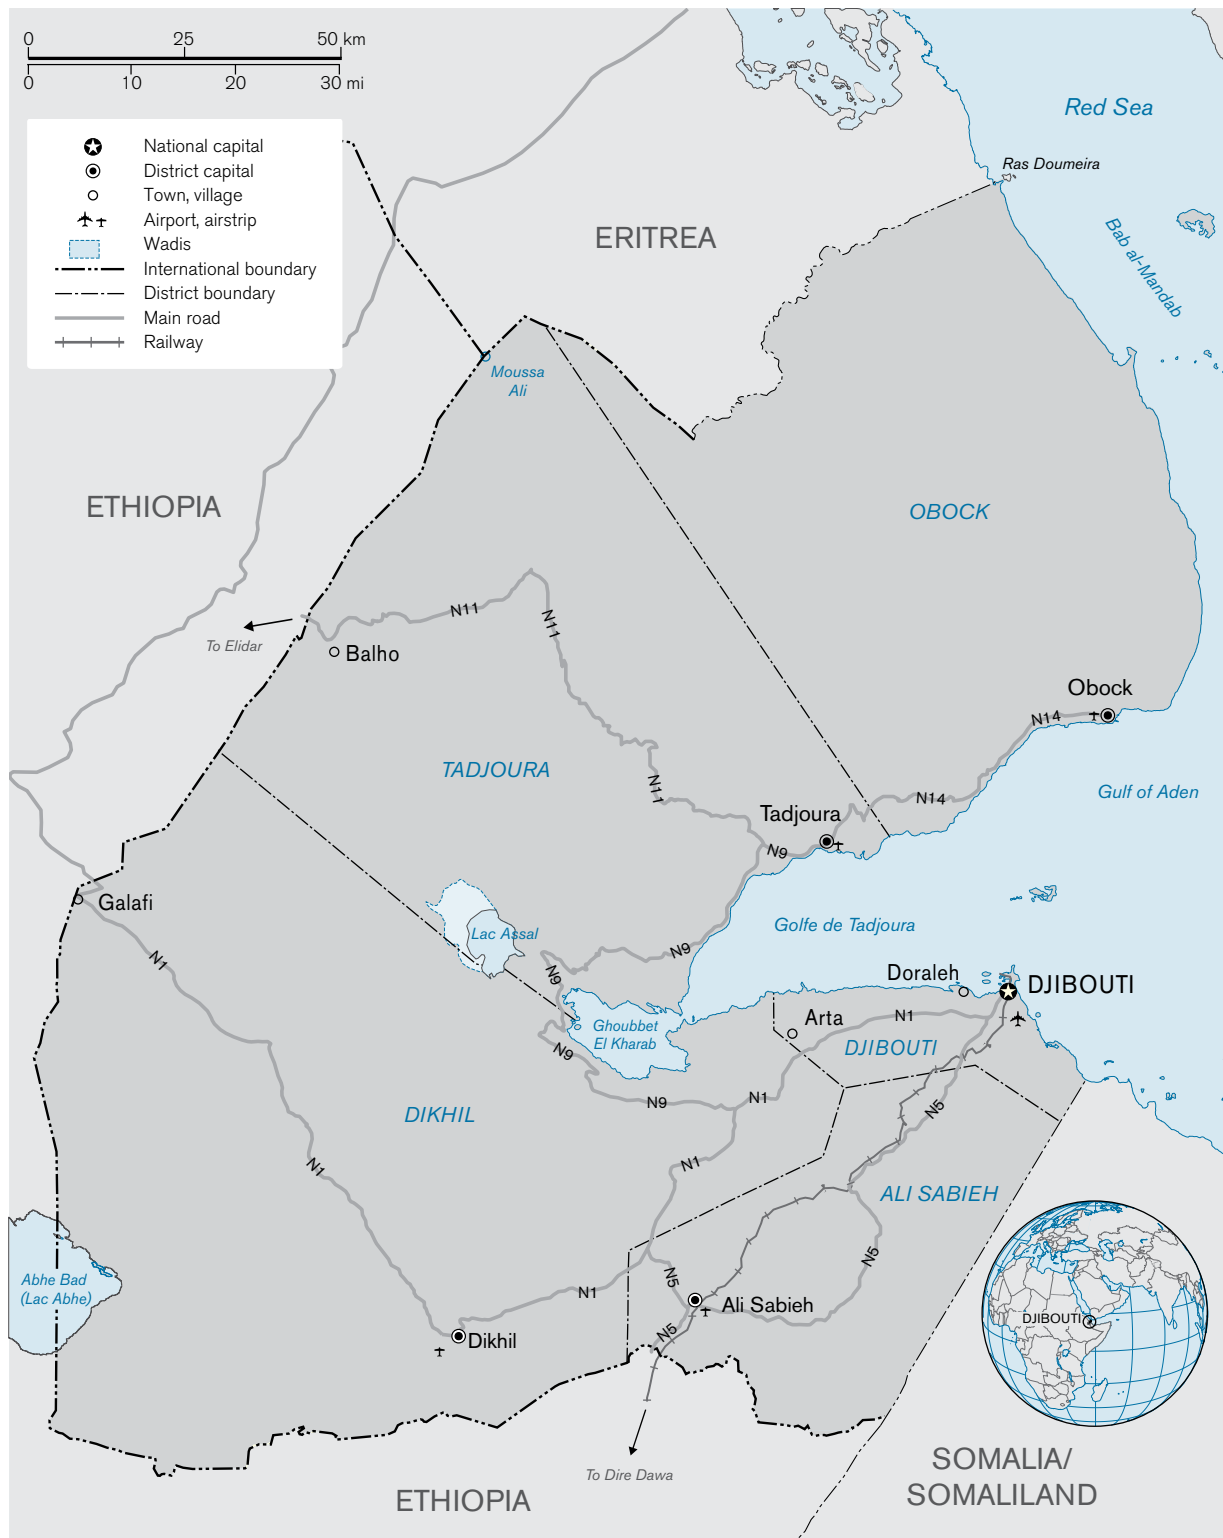 0 25 50 km
0 10 20 30 mi
National capital
District capital
Town, village
Airport, airstrip
Wadis
International boundary
District boundary
Main road
Railway
Red Sea
Ras Doumeira
Bab al-Mandab
ERITREA
Moussa
Ali
ETHIOPIA
OBOCK
N11
N11
To Elidar
Balho
Obock
N14
TADJOURA
N11
N14
Gulf of Aden
Tadjoura
N9
Galafi
Golfe de Tadjoura
Lac Assal
N9
N1
N9
Doraleh
DJIBOUTI
Ghoubbet
El Kharab
Arta
N1
N9
DJIBOUTI
DIKHIL
N9
N1
N5
N1
N1
ALI SABIEH
N5
Abhe Bad
(Lac Abhe)
N5
N1
Ali Sabieh
DJIBOUTI
Dikhil
N5
To Dire Dawa
ETHIOPIA
SOMALIA/
SOMALILAND